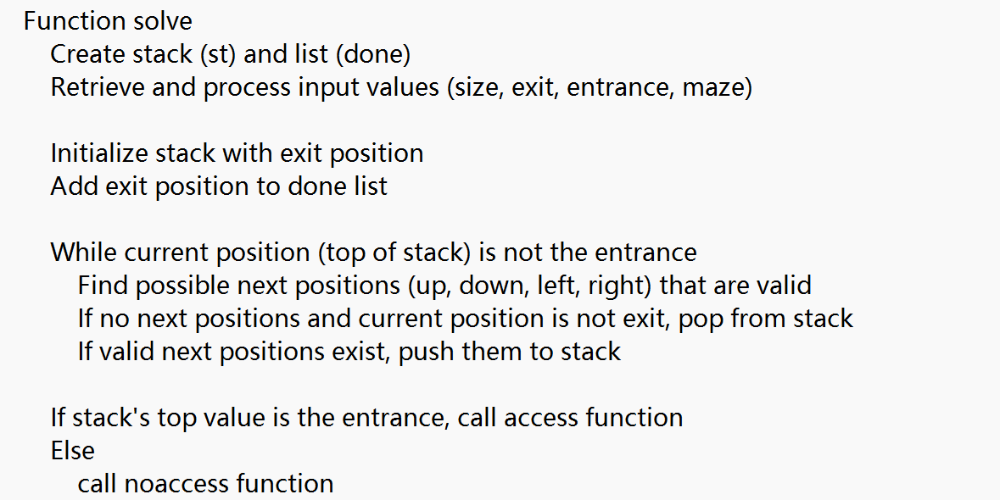 Function solve
Create stack (st) and list (done)
Retrieve and process input values (size, exit, entrance, maze)
Initialize stack with exit position
Add exit position to done list
While current position (top of stack) is not the entrance
Find possible next positions (up, down, left, right) that are valid
If no next positions and current position is not exit, pop from stack
If valid next positions exist, push them to stack
If stack's top value is the entrance, call access function
Else
call noaccess function